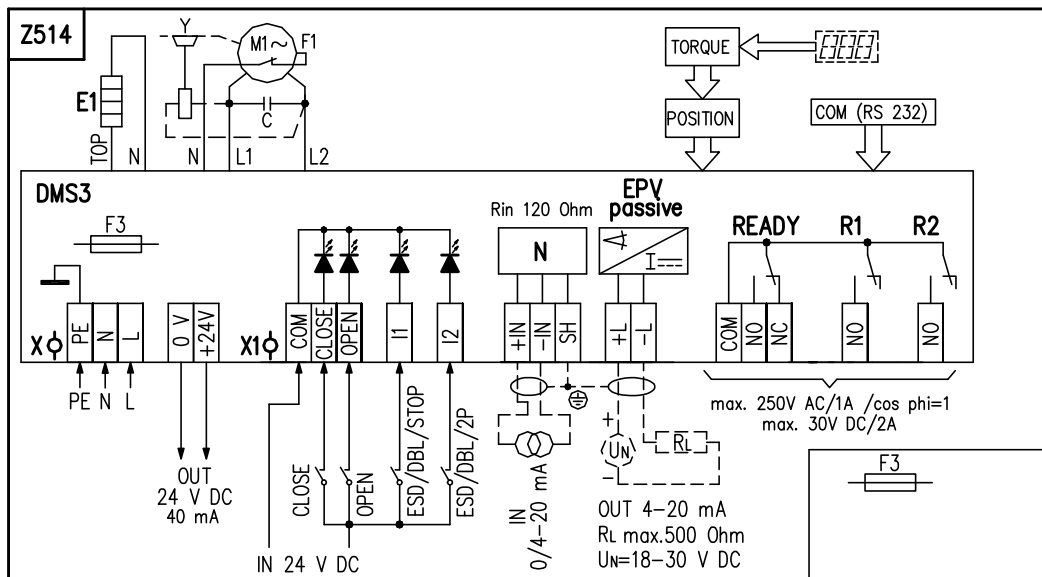 Z514
Y
M1~
F1
E1
C
TOP
N
N
L1
L2
TORQUE
POSITION
COM (RS 232)
DMS3
F3
Rin 120 Ohm
N
EPV
passive
I
READY
R1
R2
X
PE
N
L
0 V
+24V
X1
COM
CLOSE
OPEN
I1
I2
+IN
-IN
SH
+L
-L
COM
NO
NC
NO
NO
PE N L
OUT
24 V DC
40 mA
CLOSE
OPEN
ESD/DBL/STOP
ESD/DBL/2P
IN 24 V DC
IN
0/4-20 mA
+
UN
-
RL
OUT 4-20 mA
RL max.500 Ohm
UN=18-30 V DC
max. 250V AC/1A /cos phi=1
max. 30V DC/2A
F3